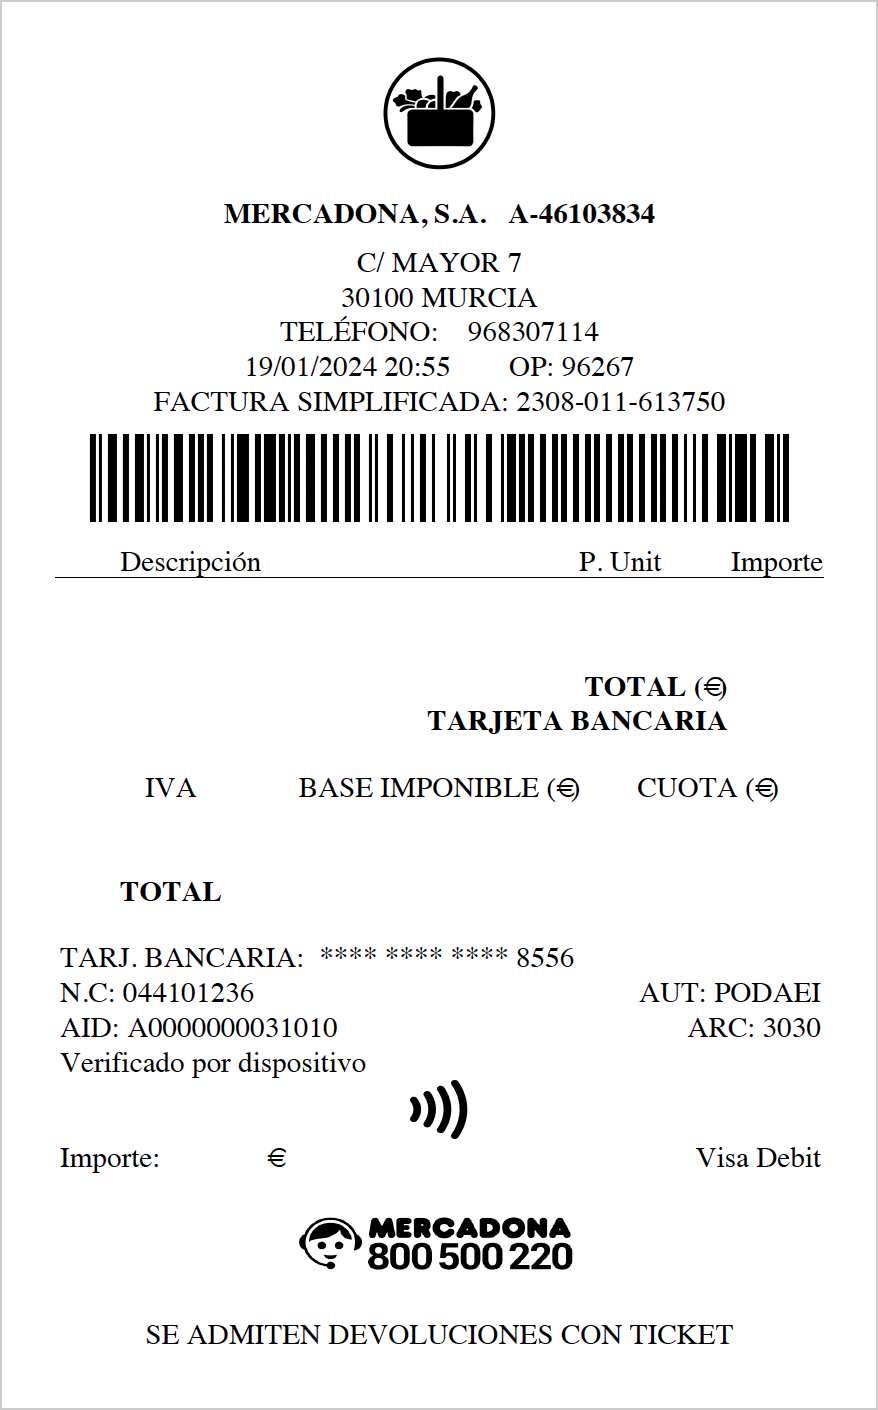 MERCADONA, S.A. A-46103834
C/ MAYOR 7
30100 MURCIA
TELÉFONO: 968307114
19/01/2024 20:55 OP: 96267
FACTURA SIMPLIFICADA: 2308-011-613750
Descripción P. Unit Importe
TOTAL (€)
TARJETA BANCARIA
IVA BASE IMPONIBLE (€) CUOTA (€)
TOTAL
TARJ. BANCARIA: **** **** **** 8556
N.C: 044101236 AUT: PODAEI
AID: A0000000031010 ARC: 3030
Verificado por dispositivo
Importe: € Visa Debit
MERCADONA
800 500 220
SE ADMITEN DEVOLUCIONES CON TICKET